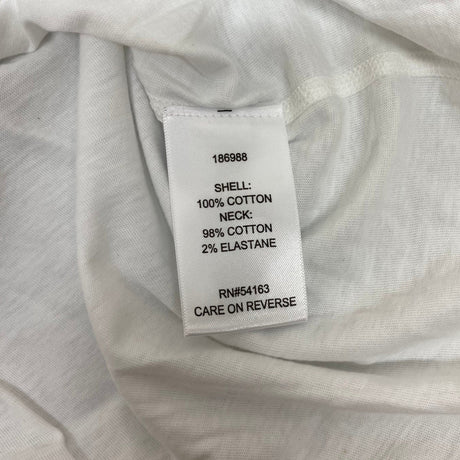 186988
SHELL:
100% COTTON
NECK:
98% COTTON
2% ELASTANE
RN#54163
CARE ON REVERSE